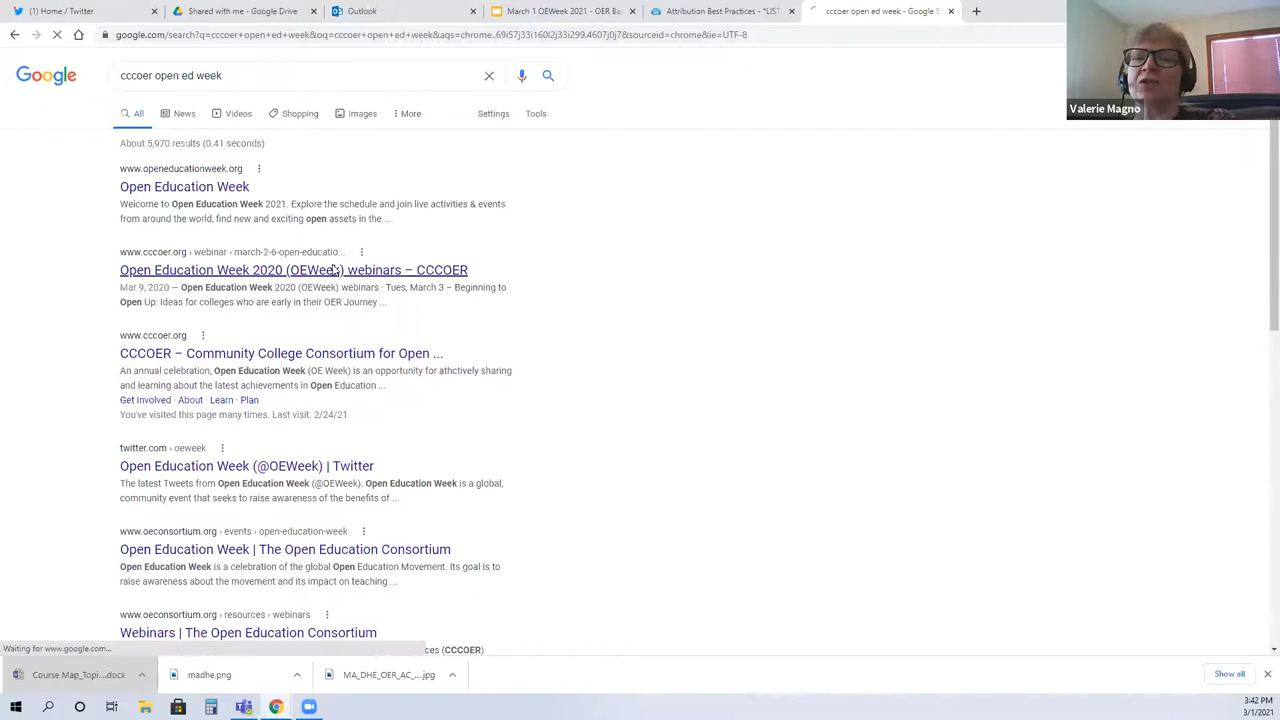 (1) Home / Twitter
Shared with me - Google Drive
Outlook
March 1 OEWeek 2021 - OER Ba
Attribution Best Practices - *LIST
cccoer open ed week - Google S
google.com/search?q=cccoer+open+ed+week&oq=cccoer+open+ed+week&aqs=chrome..69i57j33i160l2j33i299.4607j0j7&sourceid=chrome&ie=UTF-8
Valerie Magno
Google
cccoer open ed week
All
News
Videos
Shopping
Images
More
Settings
Tools
About 5,970 results (0.41 seconds)
www.openeducationweek.org
Open Education Week
Welcome to Open Education Week 2021. Explore the schedule and join live activities & events
from around the world, find new and exciting open assets in the ...
www.cccoer.org › webinar › march-2-6-open-educatio...
Open Education Week 2020 (OEWeek) webinars – CCCOER
Mar 9, 2020 — Open Education Week 2020 (OEWeek) webinars · Tues, March 3 – Beginning to
Open Up: Ideas for colleges who are early in their OER Journey ...
www.cccoer.org
CCCOER – Community College Consortium for Open ...
An annual celebration, Open Education Week (OE Week) is an opportunity for athctively sharing
and learning about the latest achievements in Open Education ...
Get Involved · About · Learn · Plan
You've visited this page many times. Last visit: 2/24/21
twitter.com › oeweek
Open Education Week (@OEWeek) | Twitter
The latest Tweets from Open Education Week (@OEWeek). Open Education Week is a global,
community event that seeks to raise awareness of the benefits of ...
www.oeconsortium.org › events › open-education-week
Open Education Week | The Open Education Consortium
Open Education Week is a celebration of the global Open Education Movement. Its goal is to
raise awareness about the movement and its impact on teaching ...
www.oeconsortium.org › resources › webinars
Webinars | The Open Education Consortium
Waiting for www.google.com...
ces (CCCOER)
Course Map_Topi....docx
madhe.png
MA_DHE_OER_AC_....jpg
Show all
3:42 PM
3/1/2021